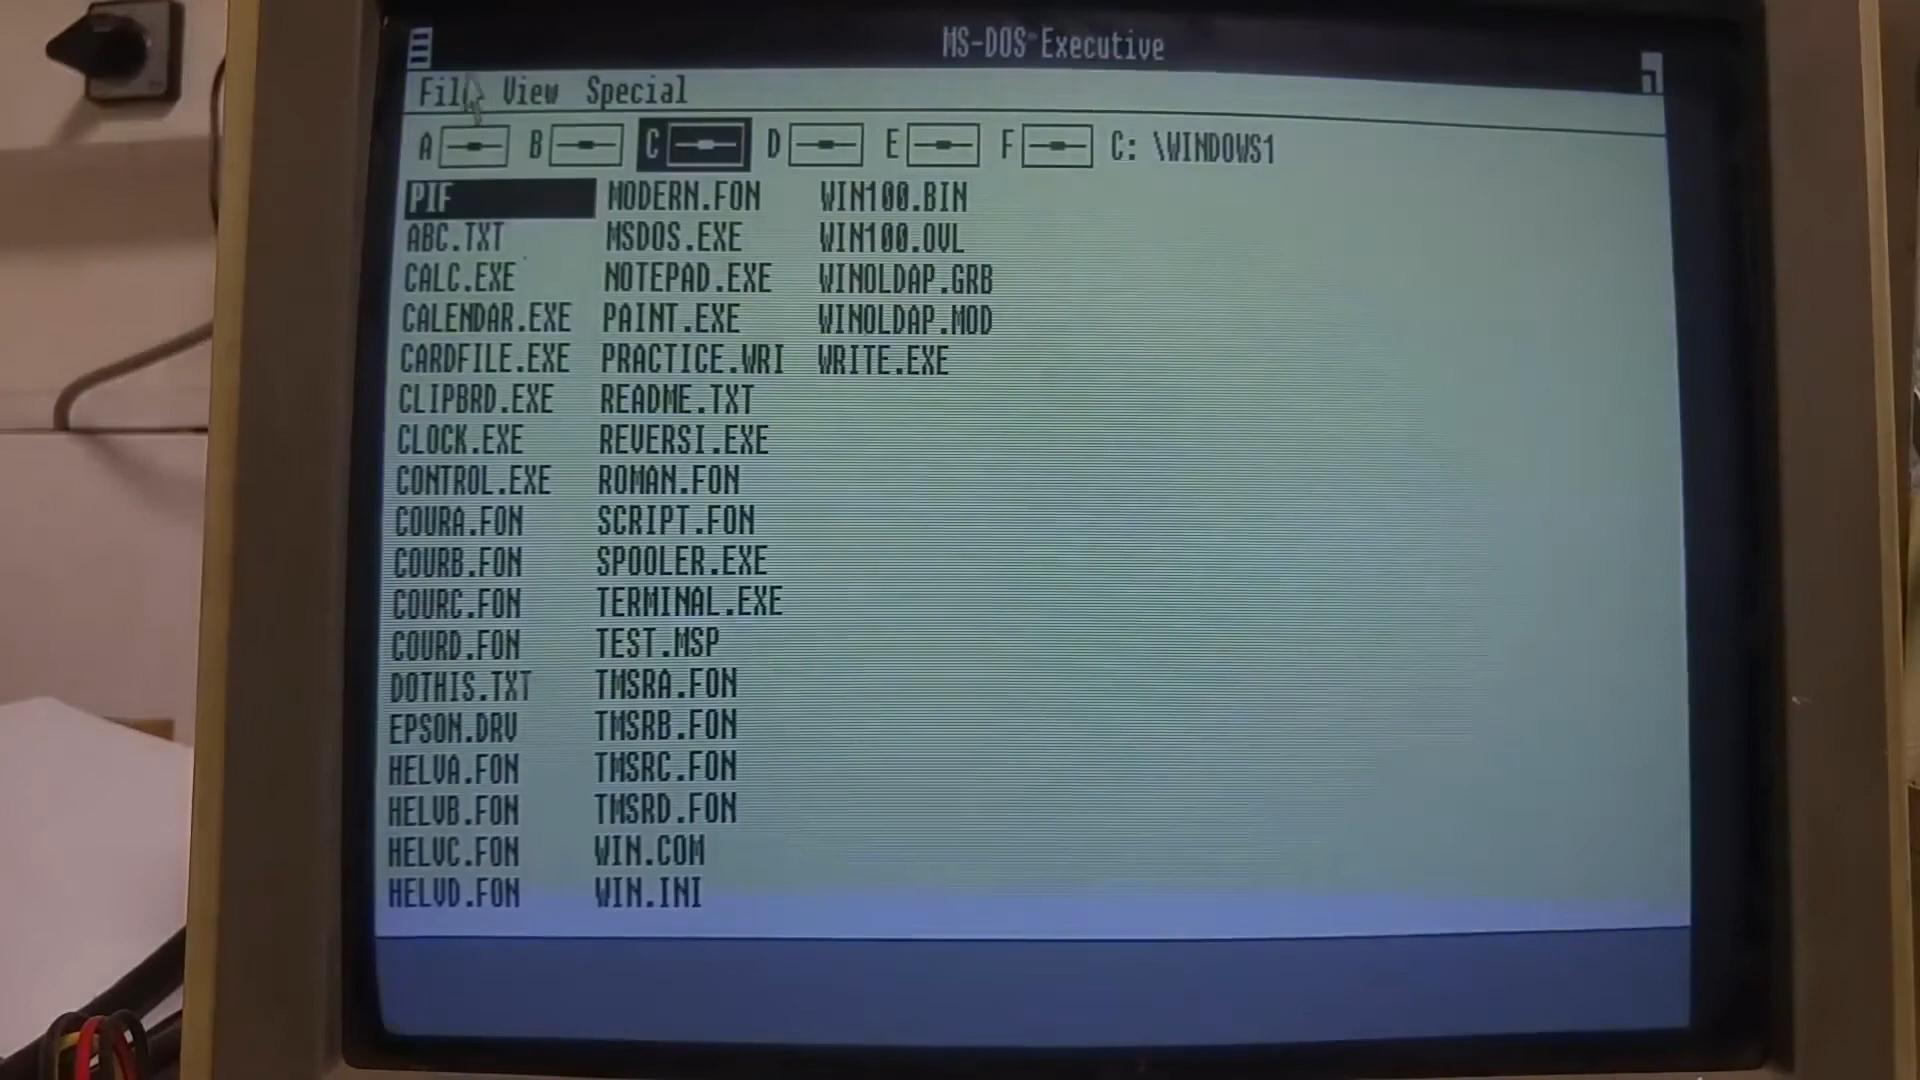 MS-DOS Executive
File View Special
A B C D E F C: \WINDOWS1
PIF MODERN.FON WIN100.BIN
ABC.TXT MSDOS.EXE WIN100.OVL
CALC.EXE NOTEPAD.EXE WINOLDAP.GRB
CALENDAR.EXE PAINT.EXE WINOLDAP.MOD
CARDFILE.EXE PRACTICE.WRI WRITE.EXE
CLIPBRD.EXE README.TXT
CLOCK.EXE REVERSI.EXE
CONTROL.EXE ROMAN.FON
COURA.FON SCRIPT.FON
COURB.FON SPOOLER.EXE
COURC.FON TERMINAL.EXE
COURD.FON TEST.MSP
DOTHIS.TXT TMSRA.FON
EPSON.DRV TMSRB.FON
HELVA.FON TMSRC.FON
HELVB.FON TMSRD.FON
HELVC.FON WIN.COM
HELVD.FON WIN.INI